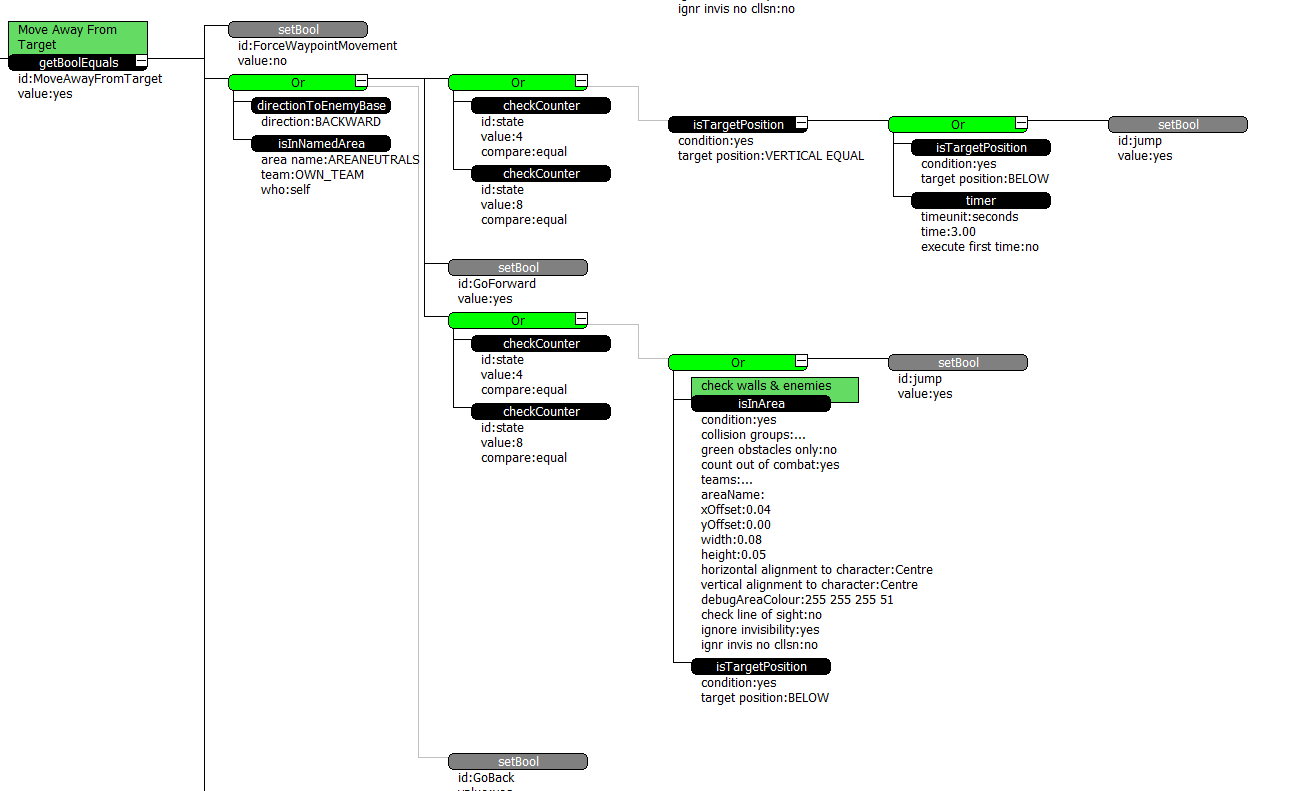 ignr invis no cllsn:no
Move Away From
Target
getBoolEquals
id:MoveAwayFromTarget
value:yes
setBool
id:ForceWaypointMovement
value:no
Or
directionToEnemyBase
direction:BACKWARD
isInNamedArea
area name:AREANEUTRALS
team:OWN_TEAM
who:self
Or
checkCounter
id:state
value:4
compare:equal
checkCounter
id:state
value:8
compare:equal
isTargetPosition
condition:yes
target position:VERTICAL EQUAL
Or
isTargetPosition
condition:yes
target position:BELOW
timer
timeunit:seconds
time:3.00
execute first time:no
setBool
id:jump
value:yes
setBool
id:GoForward
value:yes
Or
checkCounter
id:state
value:4
compare:equal
checkCounter
id:state
value:8
compare:equal
Or
check walls & enemies
isInArea
condition:yes
collision groups:...
green obstacles only:no
count out of combat:yes
teams:...
areaName:
xOffset:0.04
yOffset:0.00
width:0.08
height:0.05
horizontal alignment to character:Centre
vertical alignment to character:Centre
debugAreaColour:255 255 255 51
check line of sight:no
ignore invisibility:yes
ignr invis no cllsn:no
isTargetPosition
condition:yes
target position:BELOW
setBool
id:jump
value:yes
setBool
id:GoBack
value:yes